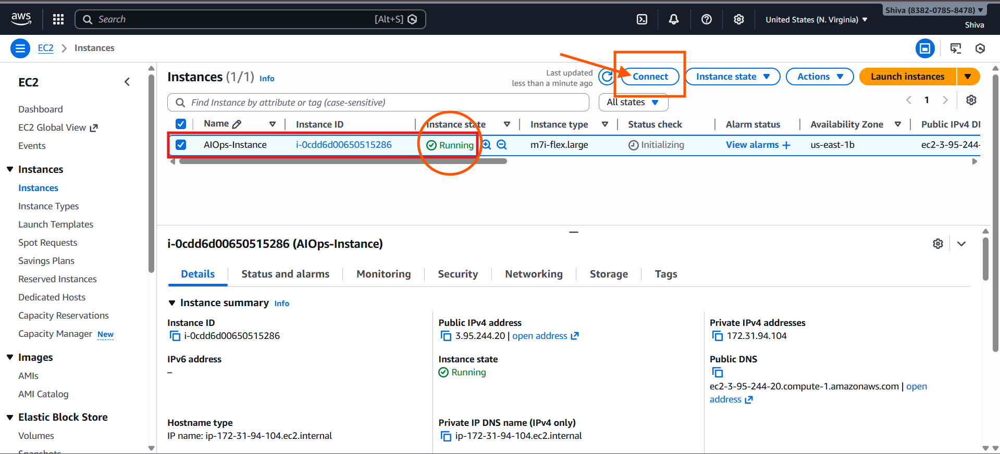 aws
Search
[Alt+S]
United States (N. Virginia)
Shiva (8382-0785-8478)
Shiva
EC2
Instances
EC2
Dashboard
EC2 Global View
Events
Instances
Instances
Instance Types
Launch Templates
Spot Requests
Savings Plans
Reserved Instances
Dedicated Hosts
Capacity Reservations
Capacity Manager New
Images
AMIs
AMI Catalog
Elastic Block Store
Volumes
Snapshots
Instances (1/1) Info
Last updated
less than a minute ago
Connect
Instance state
Actions
Launch instances
Find Instance by attribute or tag (case-sensitive)
All states
1
Name Instance ID Instance state Instance type Status check Alarm status Availability Zone Public IPv4 DN
AIOps-Instance i-0cdd6d00650515286 Running m7i-flex.large Initializing View alarms + us-east-1b ec2-3-95-244-
i-0cdd6d00650515286 (AIOps-Instance)
Details Status and alarms Monitoring Security Networking Storage Tags
Instance summary Info
Instance ID
i-0cdd6d00650515286
Public IPv4 address
3.95.244.20 | open address
Private IPv4 addresses
172.31.94.104
IPv6 address
–
Instance state
Running
Public DNS
ec2-3-95-244-20.compute-1.amazonaws.com | open
address
Hostname type
IP name: ip-172-31-94-104.ec2.internal
Private IP DNS name (IPv4 only)
ip-172-31-94-104.ec2.internal